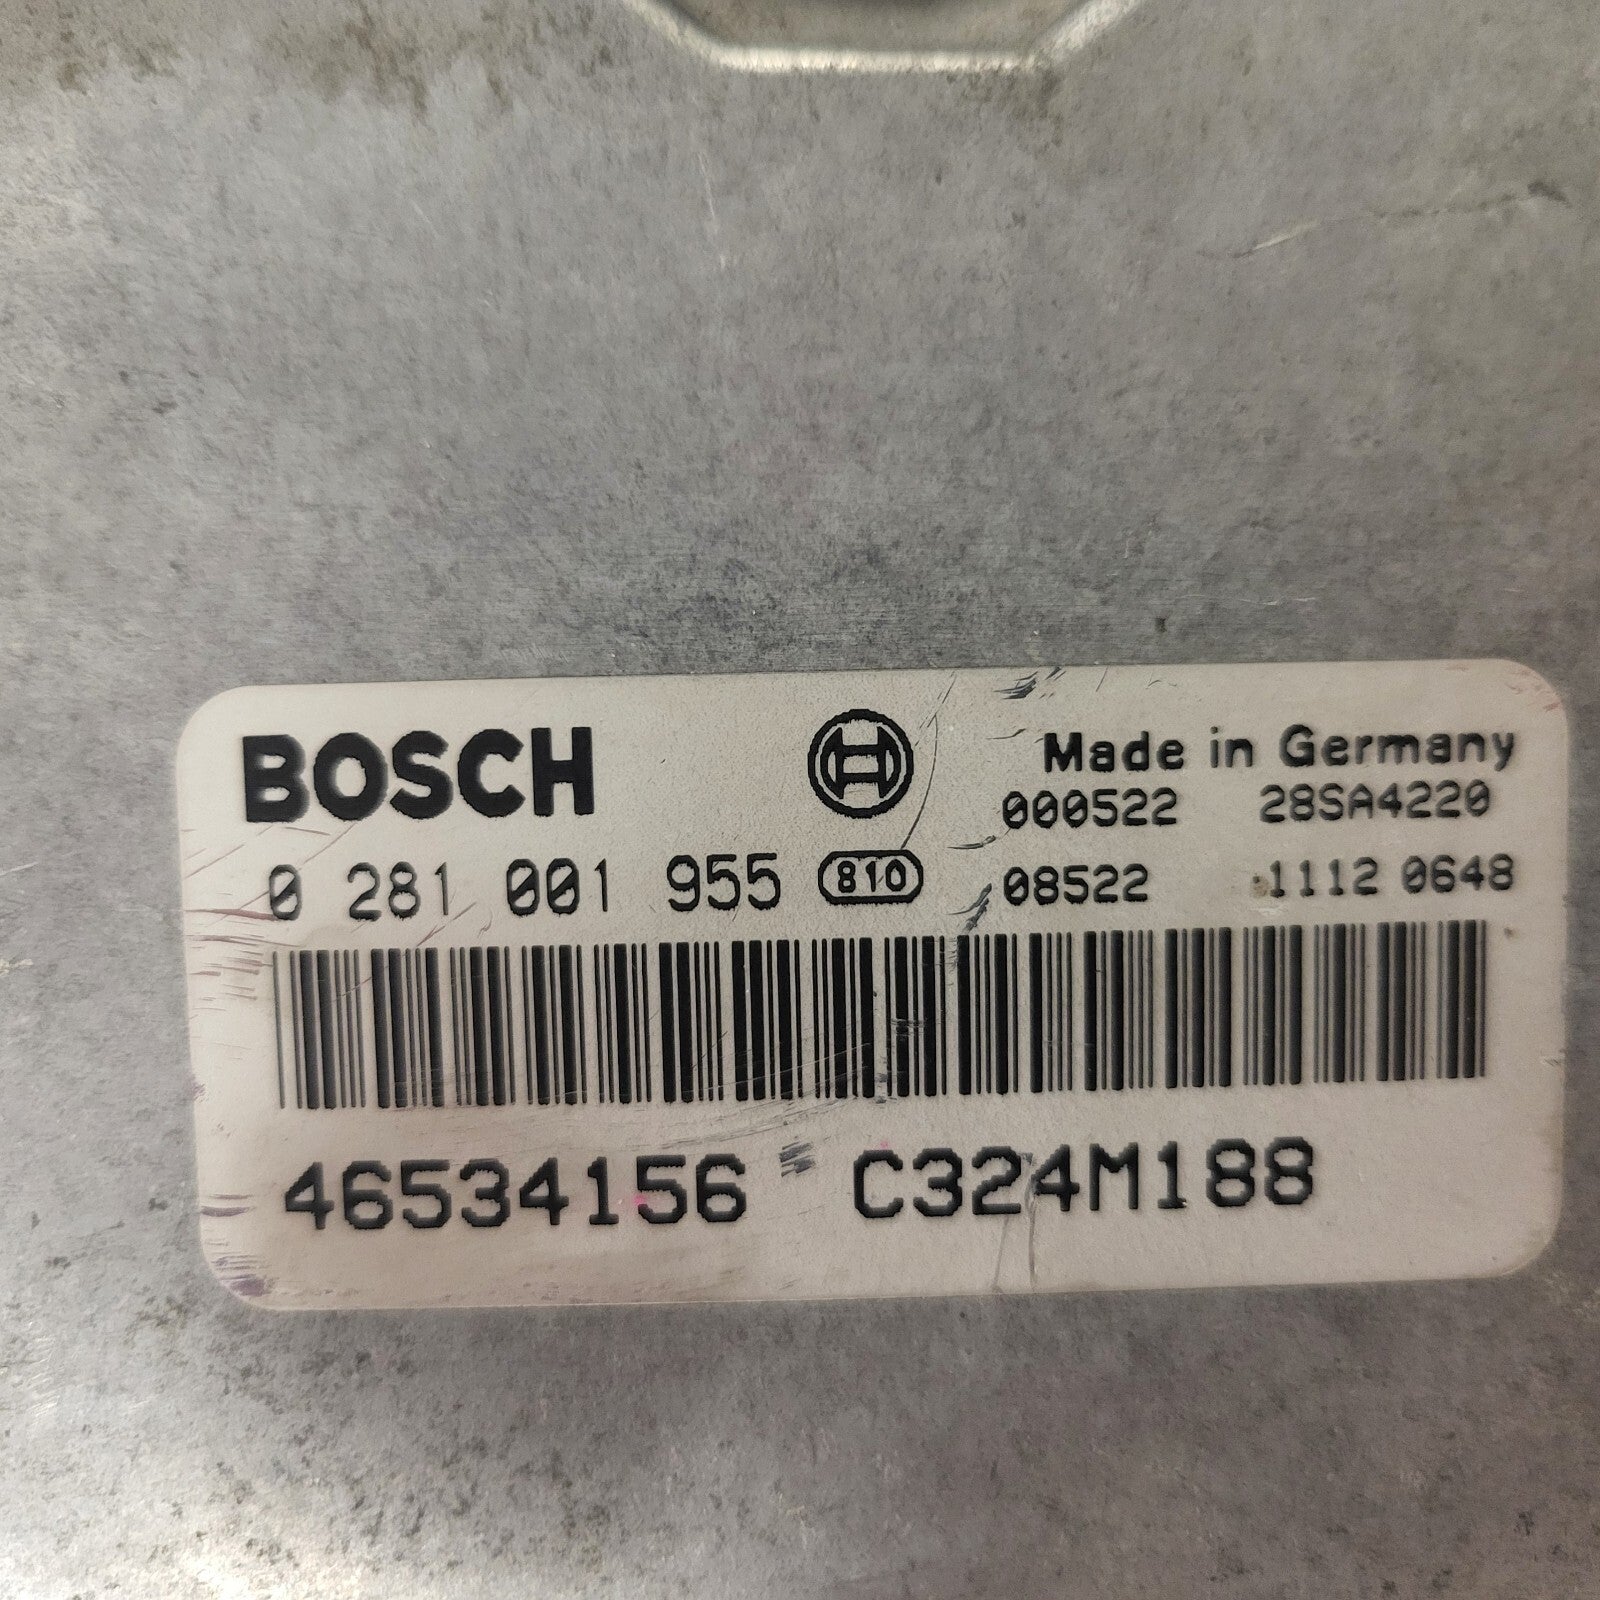 BOSCH Made in Germany
000522 28SA4220
0 281 001 955 810 08522 1112 0648
46534156 C324M188